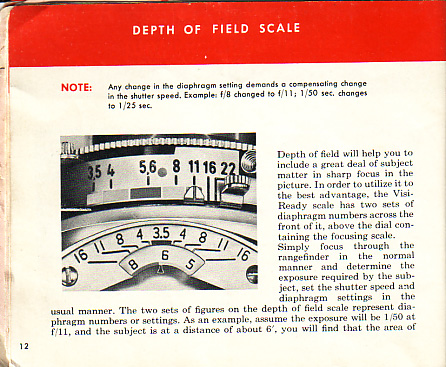 DEPTH OF FIELD SCALE
NOTE: Any change in the diaphragm setting demands a compensating change
in the shutter speed. Example: f/8 changed to f/11; 1/50 sec. changes
to 1/25 sec.
3.5 4 5.6 8 11 16 22
16 11 8 4 3.5 4 8 11 16
8 6 5
Depth of field will help you to
include a great deal of subject
matter in sharp focus in the
picture. In order to utilize it to
the best advantage, the Visi-
Ready scale has two sets of
diaphragm numbers across the
front of it, above the dial con-
taining the focusing scale.
Simply focus through the
rangefinder in the normal
manner and determine the
exposure required by the sub-
ject, set the shutter speed and
diaphragm settings in the
usual manner. The two sets of figures on the depth of field scale represent dia-
phragm numbers or settings. As an example, assume the exposure will be 1/50 at
f/11, and the subject is at a distance of about 6', you will find that the area of
12